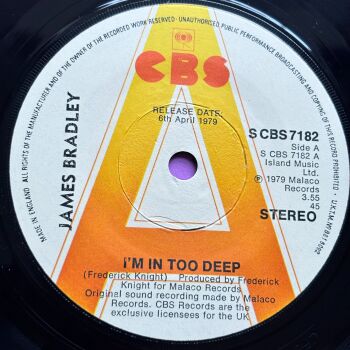 CBS
RELEASE DATE:
6th April 1979
S CBS7182
Side A
S CBS 7182 A
Island Music
Ltd.
℗ 1979 Malaco
Records
3.55
45
STEREO
JAMES BRADLEY
I'M IN TOO DEEP
(Frederick Knight) Produced by Frederick
Knight for Malaco Records
Original sound recording made by Malaco
Records. CBS Records are the
exclusive licensees for the UK
MADE IN ENGLAND. ALL RIGHTS OF THE MANUFACTURER AND OF THE OWNER OF THE RECORDED WORK RESERVED · UNAUTHORISED PUBLIC PERFORMANCE BROADCASTING AND COPYING OF THIS RECORD PROHIBITED ·